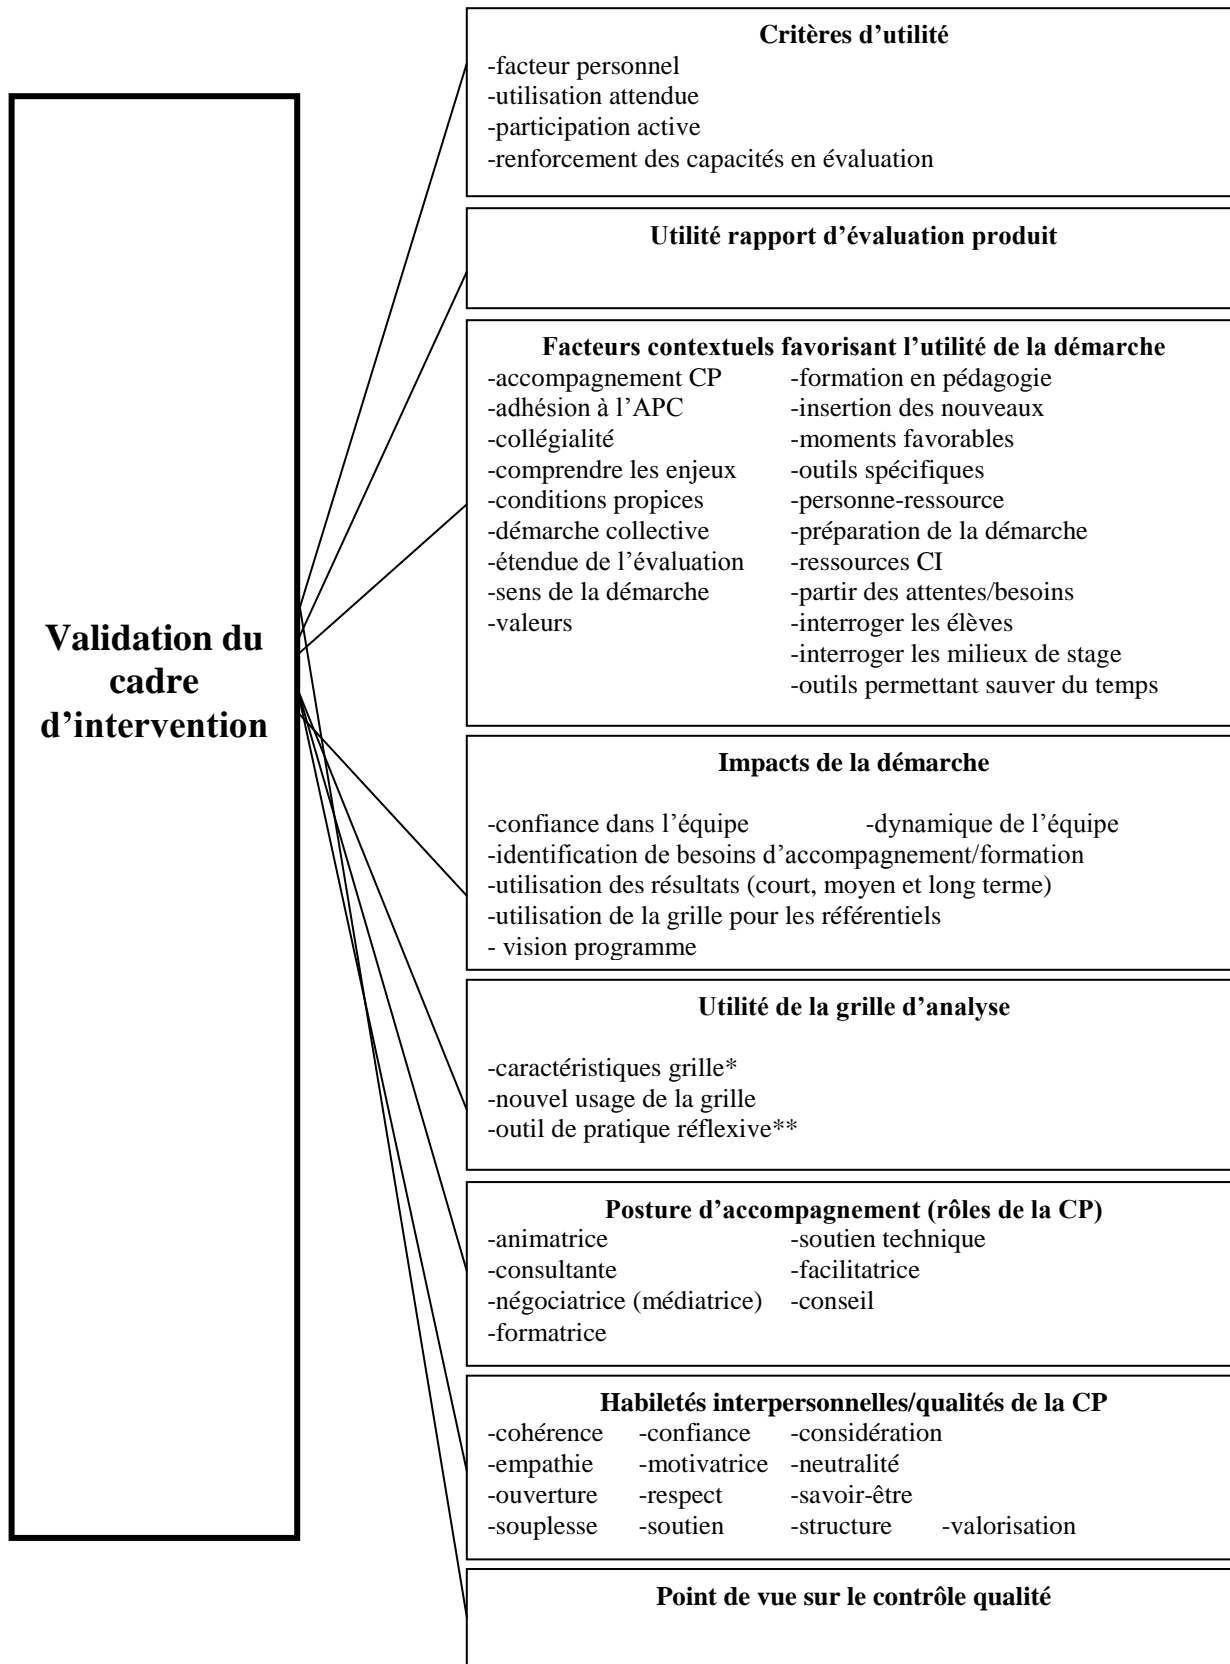 Validation du
cadre
d’intervention
Critères d’utilité
-facteur personnel
-utilisation attendue
-participation active
-renforcement des capacités en évaluation
Utilité rapport d’évaluation produit
Facteurs contextuels favorisant l’utilité de la démarche
-accompagnement CP -formation en pédagogie
-adhésion à l’APC -insertion des nouveaux
-collégialité -moments favorables
-comprendre les enjeux -outils spécifiques
-conditions propices -personne-ressource
-démarche collective -préparation de la démarche
-étendue de l’évaluation -ressources CI
-sens de la démarche -partir des attentes/besoins
-valeurs -interroger les élèves
-interroger les milieux de stage
-outils permettant sauver du temps
Impacts de la démarche
-confiance dans l’équipe -dynamique de l’équipe
-identification de besoins d’accompagnement/formation
-utilisation des résultats (court, moyen et long terme)
-utilisation de la grille pour les référentiels
- vision programme
Utilité de la grille d’analyse
-caractéristiques grille*
-nouvel usage de la grille
-outil de pratique réflexive**
Posture d’accompagnement (rôles de la CP)
-animatrice -soutien technique
-consultante -facilitatrice
-négociatrice (médiatrice) -conseil
-formatrice
Habiletés interpersonnelles/qualités de la CP
-cohérence -confiance -considération
-empathie -motivatrice -neutralité
-ouverture -respect -savoir-être
-souplesse -soutien -structure -valorisation
Point de vue sur le contrôle qualité